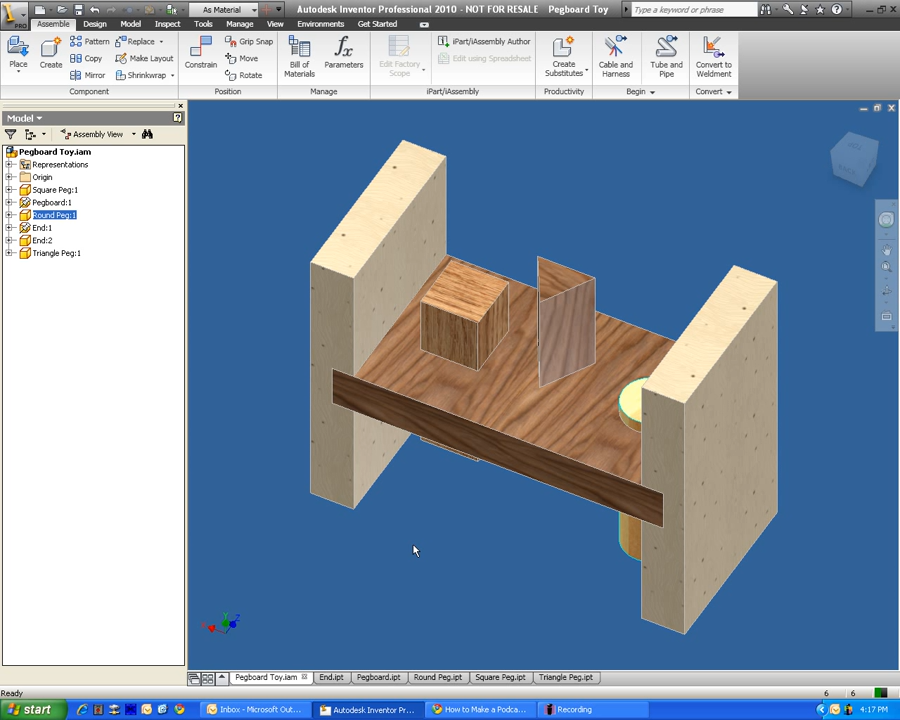 As Material
Autodesk Inventor Professional 2010 - NOT FOR RESALE Pegboard Toy
Type a keyword or phrase
PRO
Assemble Design Model Inspect Tools Manage View Environments Get Started
Place
Create
Pattern
Copy
Mirror
Replace
Make Layout
Shrinkwrap
Component
Constrain
Grip Snap
Move
Rotate
Position
Bill of Materials
fx
Parameters
Manage
Edit Factory Scope
iPart/iAssembly Author
Edit using Spreadsheet
iPart/iAssembly
Create Substitutes
Productivity
Cable and Harness
Tube and Pipe
Begin
Convert to Weldment
Convert
Model
Assembly View
Pegboard Toy.iam
Representations
Origin
Square Peg:1
Pegboard:1
Round Peg:1
End:1
End:2
Triangle Peg:1
Pegboard Toy.iam End.ipt Pegboard.ipt Round Peg.ipt Square Peg.ipt Triangle Peg.ipt
Ready
6 6
start
Inbox - Microsoft Out...
Autodesk Inventor Pr...
How to Make a Podca...
Recording
4:17 PM